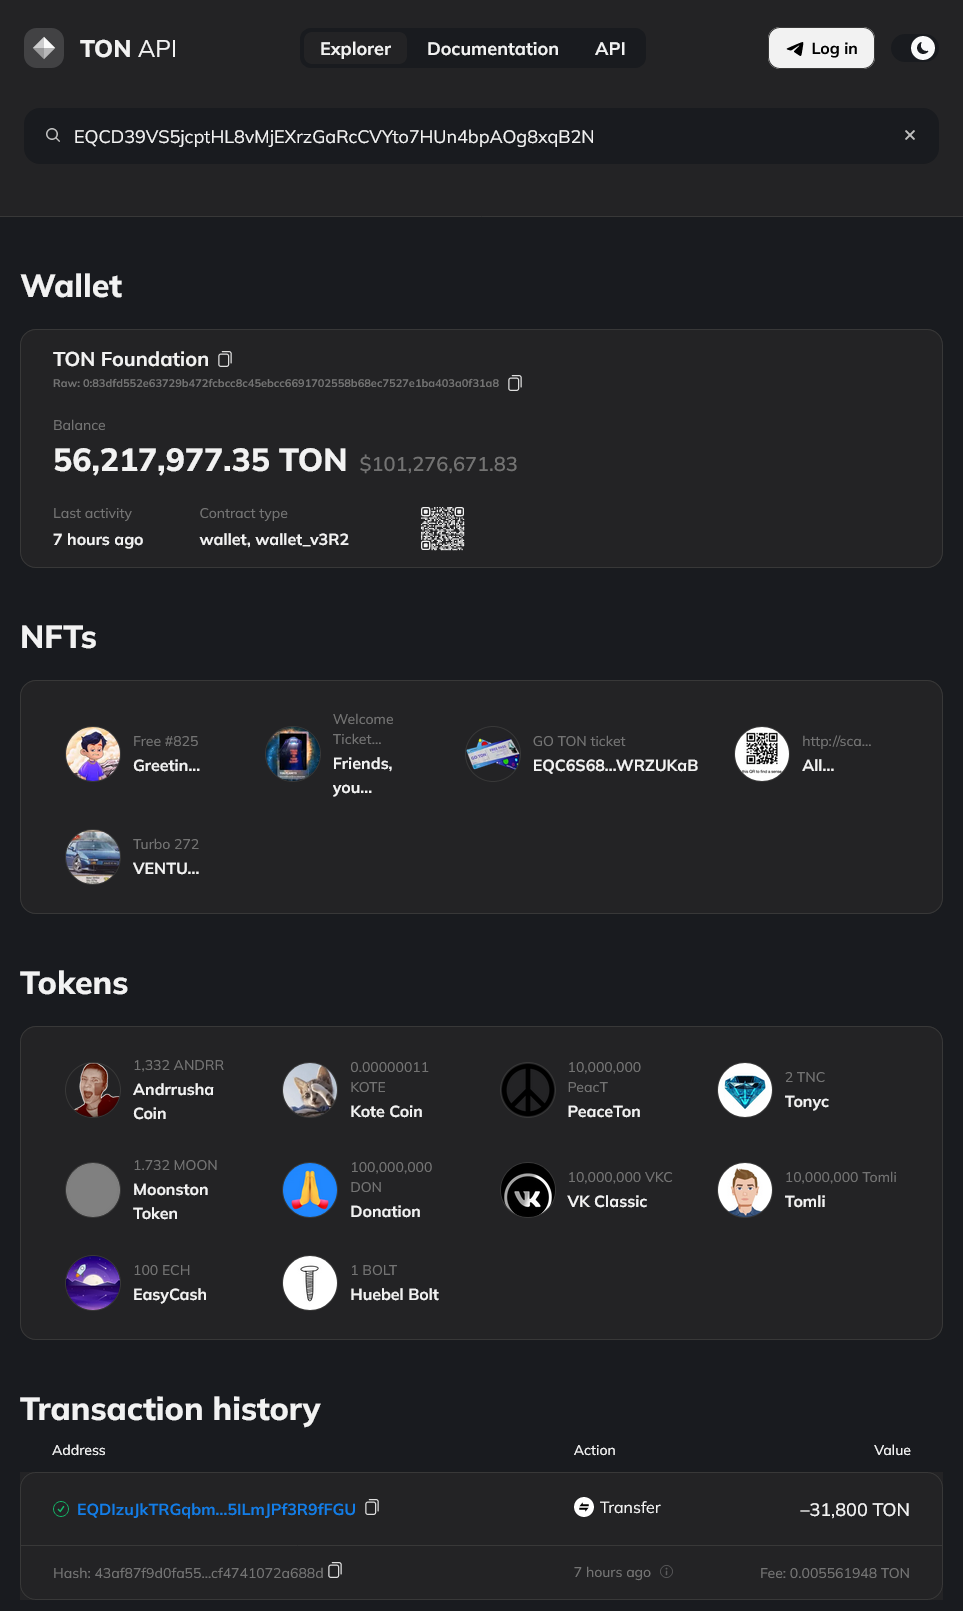 TON API
Explorer
Documentation
API
Log in
EQCD39VS5jcptHL8vMjEXrzGaRcCVYto7HUn4bpAOg8xqB2N
Wallet
TON Foundation
Raw: 0:83dfd552e63729b472fcbcc8c45ebcc6691702558b68ec7527e1ba403a0f31a8
Balance
56,217,977.35 TON $101,276,671.83
Last activity
7 hours ago
Contract type
wallet, wallet_v3R2
NFTs
Free #825
Greetin...
Welcome
Ticket...
Friends,
you...
GO TON ticket
EQC6S68...WRZUKaB
http://sca...
All...
Turbo 272
VENTU...
Tokens
1,332 ANDRR
Andrrusha
Coin
0.00000011
KOTE
Kote Coin
10,000,000
PeacT
PeaceTon
2 TNC
Tonyc
1.732 MOON
Moonston
Token
100,000,000
DON
Donation
10,000,000 VKC
VK Classic
10,000,000 Tomli
Tomli
100 ECH
EasyCash
1 BOLT
Huebel Bolt
Transaction history
Address
Action
Value
EQDIzuJkTRGqbm...5ILmJPf3R9fFGU
Transfer
–31,800 TON
Hash: 43af87f9d0fa55...cf4741072a688d
7 hours ago
Fee: 0.005561948 TON